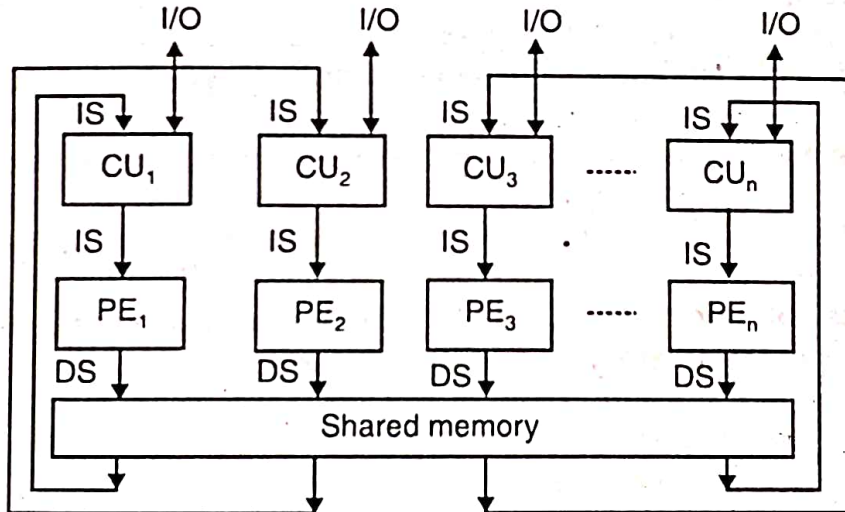 I/O I/O I/O I/O
IS IS IS IS
CU₁ CU₂ CU₃ ...... CUₙ
IS IS IS IS
PE₁ PE₂ PE₃ ...... PEₙ
DS DS DS DS
Shared memory